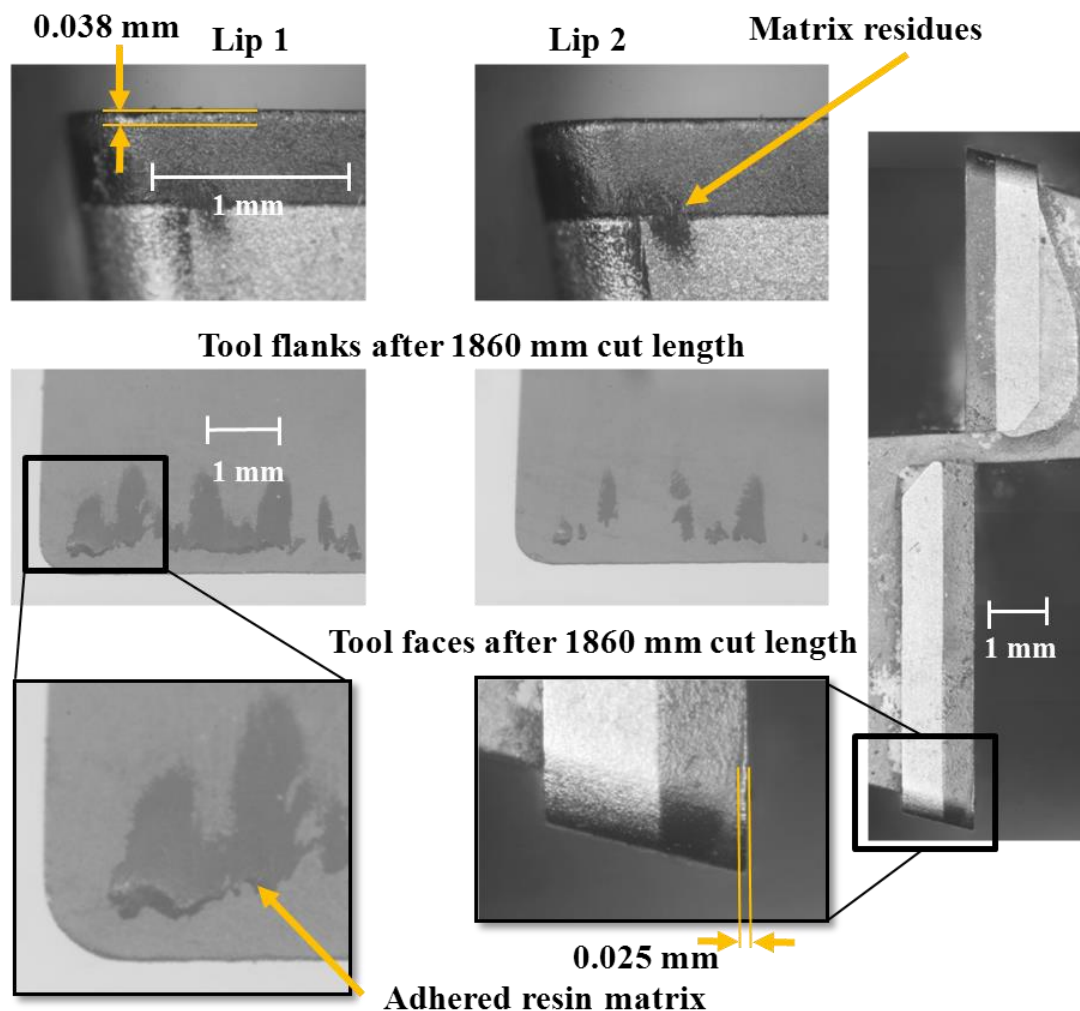 0.038 mm
Lip 1
Lip 2
Matrix residues
1 mm
Tool flanks after 1860 mm cut length
1 mm
Tool faces after 1860 mm cut length
1 mm
0.025 mm
Adhered resin matrix